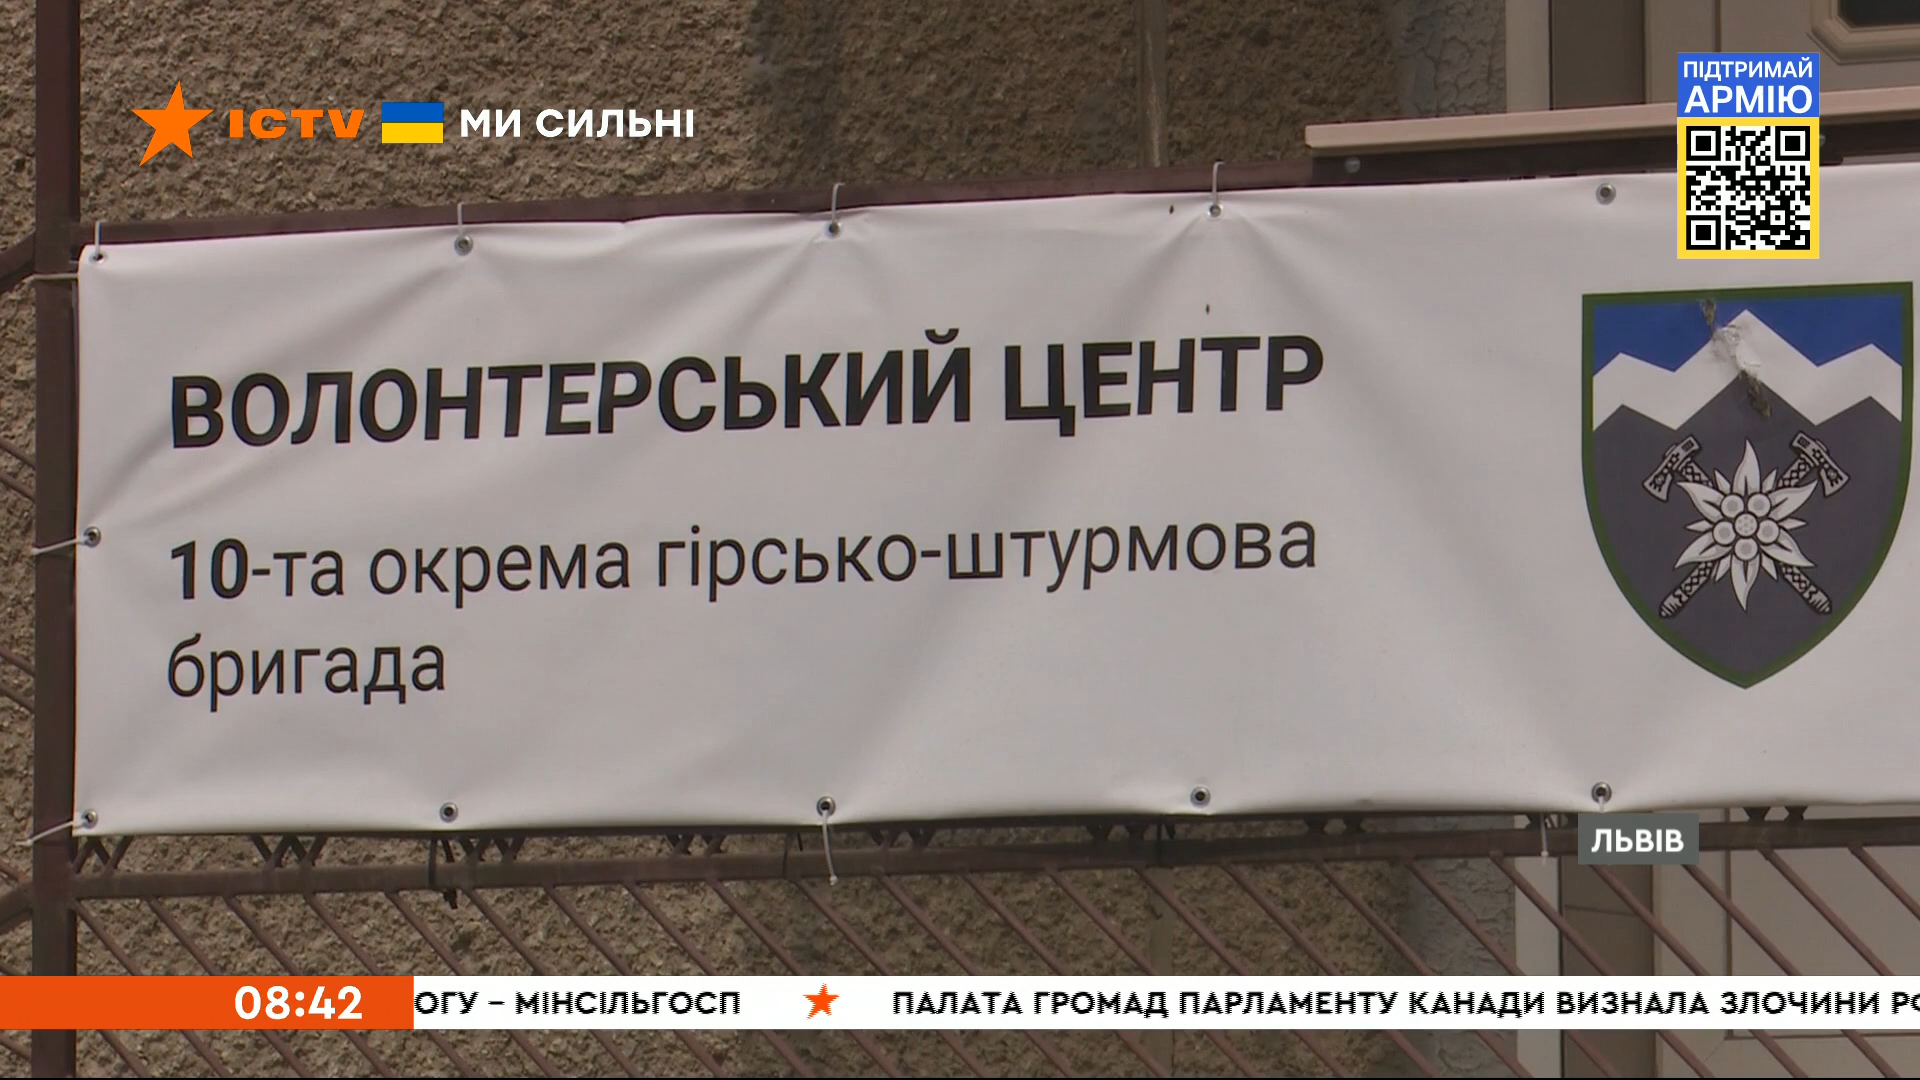 ICTV МИ СИЛЬНІ
ПІДТРИМАЙ
АРМІЮ
ВОЛОНТЕРСЬКИЙ ЦЕНТР
10-та окрема гірсько-штурмова
бригада
ЛЬВІВ
08:42 ОГУ – МІНСІЛЬГОСП ПАЛАТА ГРОМАД ПАРЛАМЕНТУ КАНАДИ ВИЗНАЛА ЗЛОЧИНИ